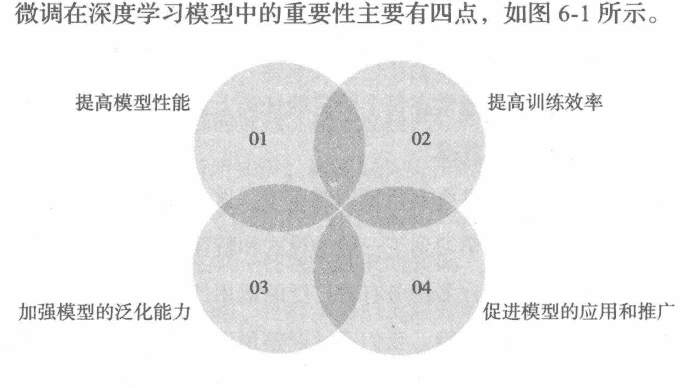 微调在深度学习模型中的重要性主要有四点，如图 6-1 所示。
提高模型性能
01
02
提高训练效率
加强模型的泛化能力
03
04
促进模型的应用和推广